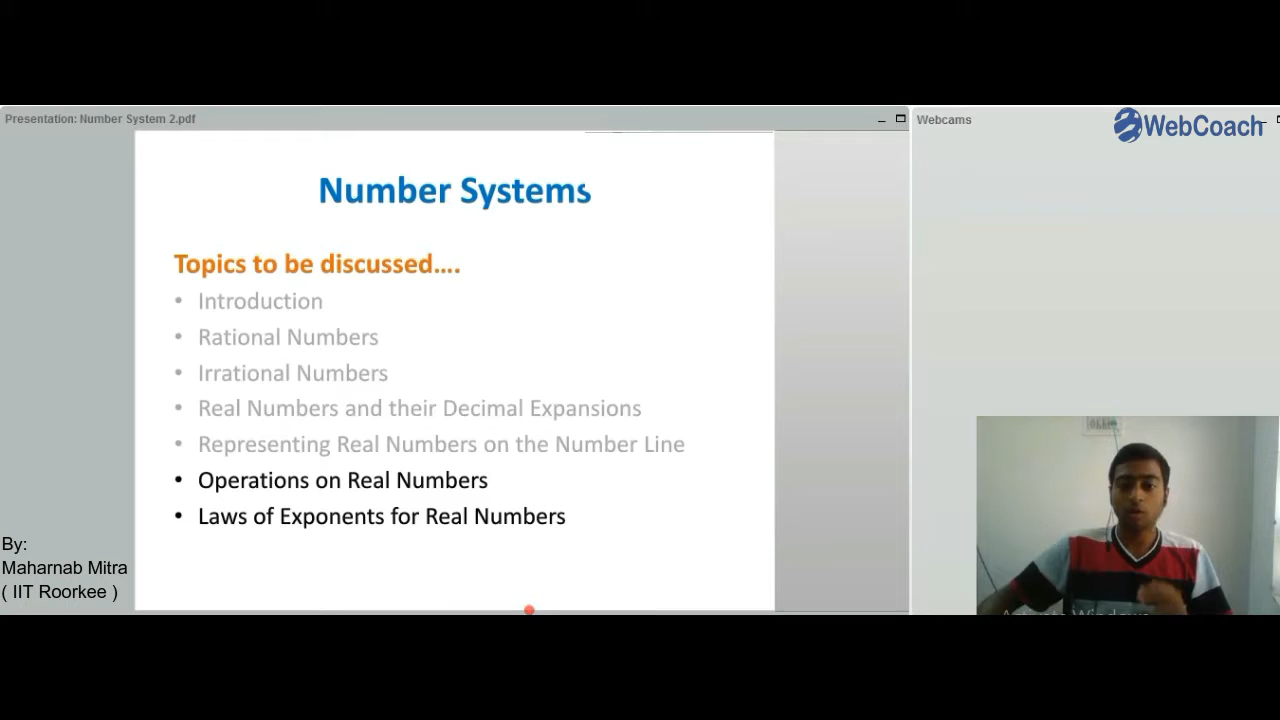 Presentation: Number System 2.pdf
Webcams
WebCoach
Number Systems
Topics to be discussed....
• Introduction
• Rational Numbers
• Irrational Numbers
• Real Numbers and their Decimal Expansions
• Representing Real Numbers on the Number Line
• Operations on Real Numbers
• Laws of Exponents for Real Numbers
By:
Maharnab Mitra
( IIT Roorkee )
Activate Windows